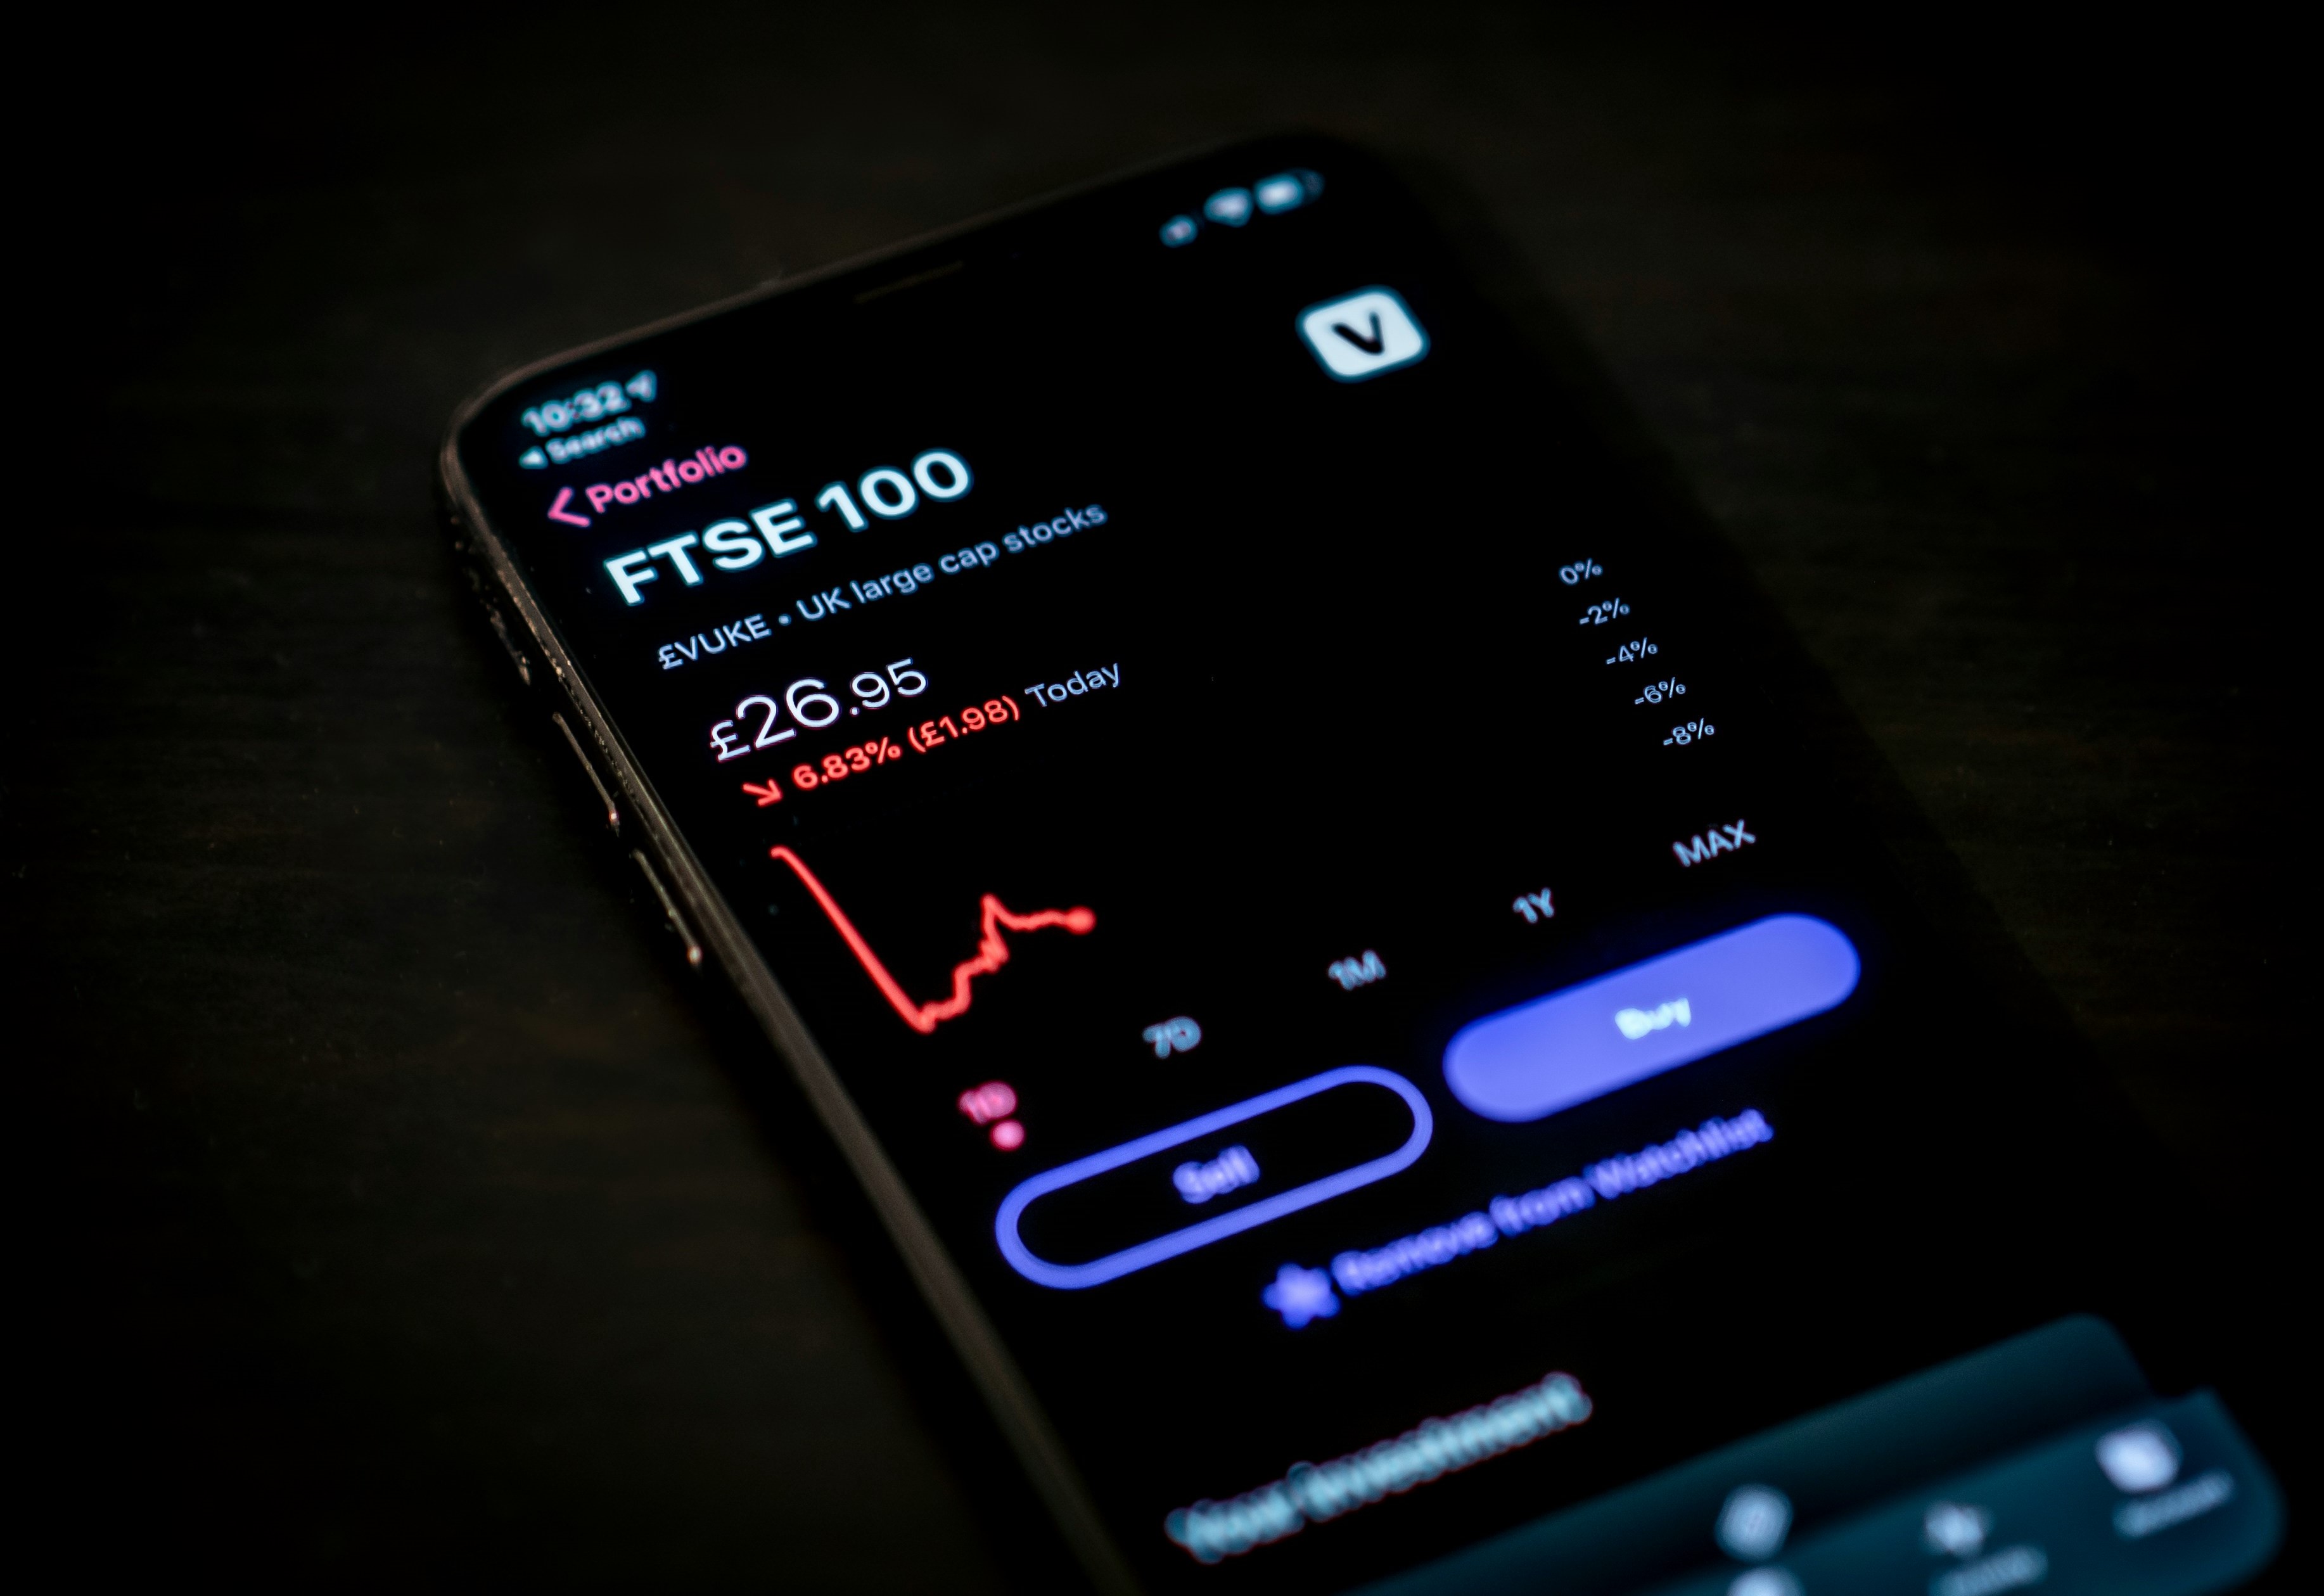 10:32
◀ Search
< Portfolio
V
FTSE 100
£VUKE • UK large cap stocks
£26.95
↘ 6.83% (£1.98) Today
0%
-2%
-4%
-6%
-8%
1D 7D 1M 1Y MAX
Sell Buy
★ Remove from Watchlist
Your Investment